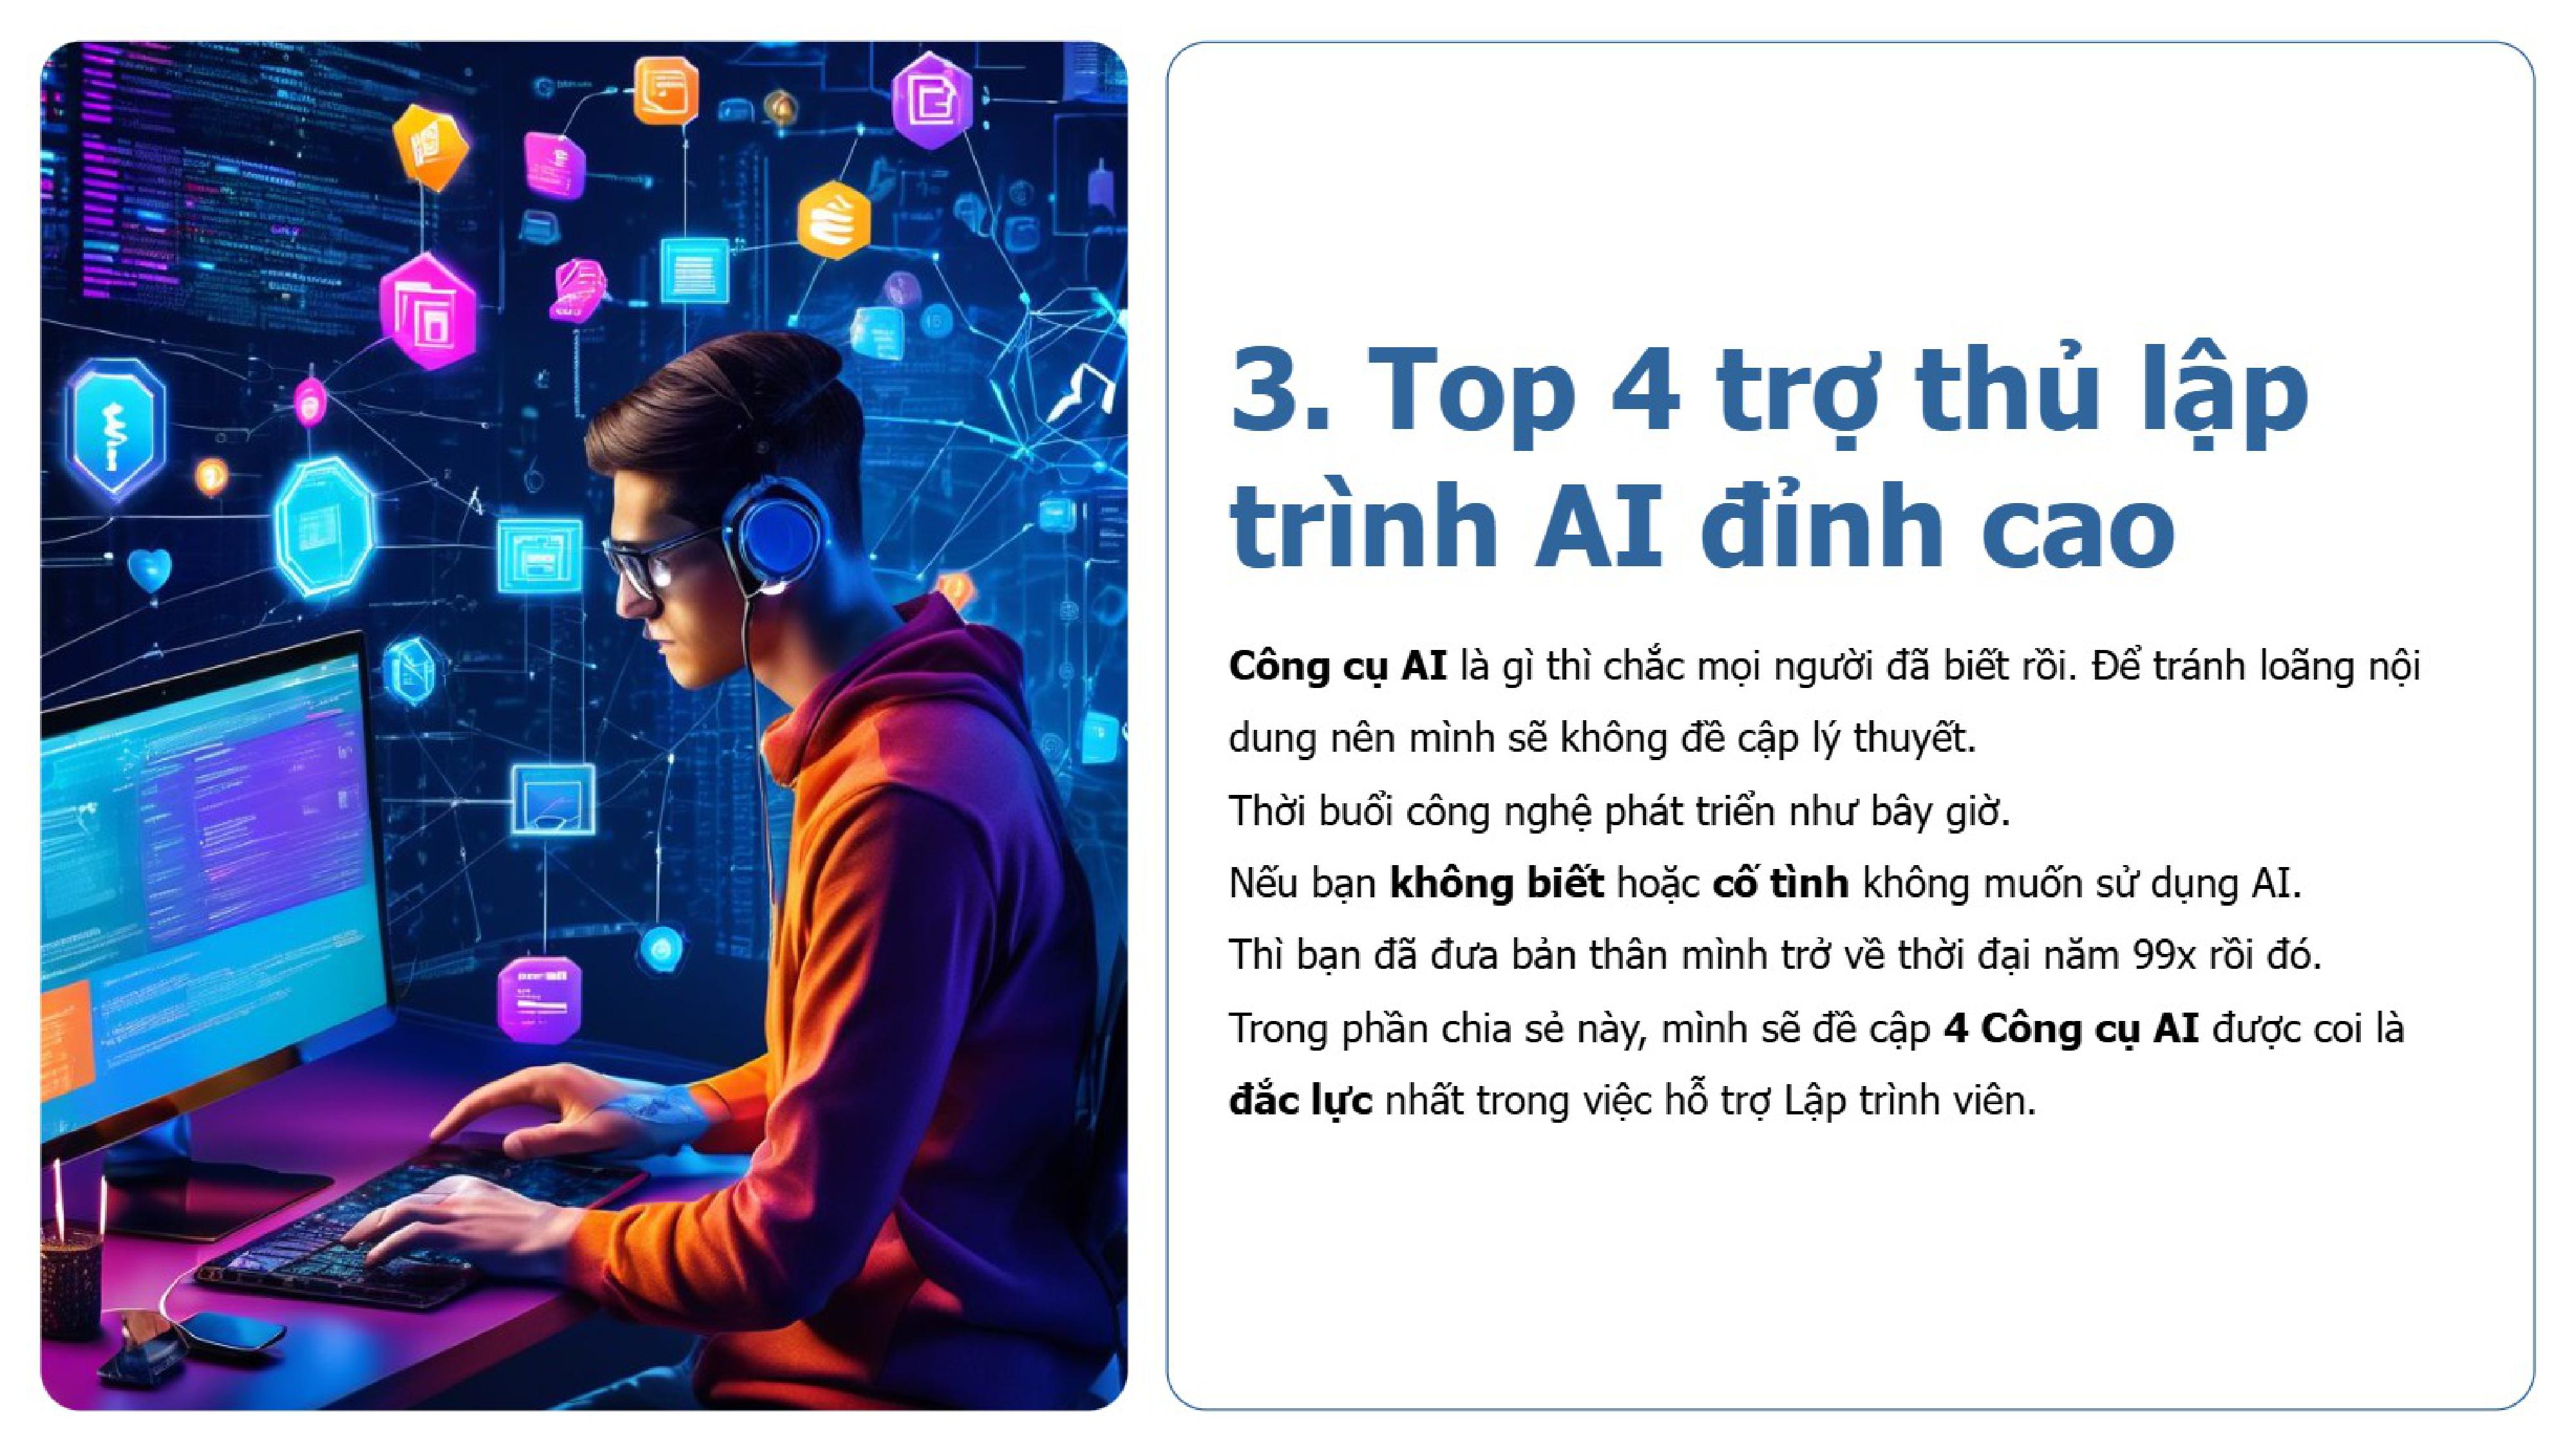 3. Top 4 trợ thủ lập
trình AI đỉnh cao
Công cụ AI là gì thì chắc mọi người đã biết rồi. Để tránh loãng nội
dung nên mình sẽ không đề cập lý thuyết.
Thời buổi công nghệ phát triển như bây giờ.
Nếu bạn không biết hoặc cố tình không muốn sử dụng AI.
Thì bạn đã đưa bản thân mình trở về thời đại năm 99x rồi đó.
Trong phần chia sẻ này, mình sẽ đề cập 4 Công cụ AI được coi là
đắc lực nhất trong việc hỗ trợ Lập trình viên.